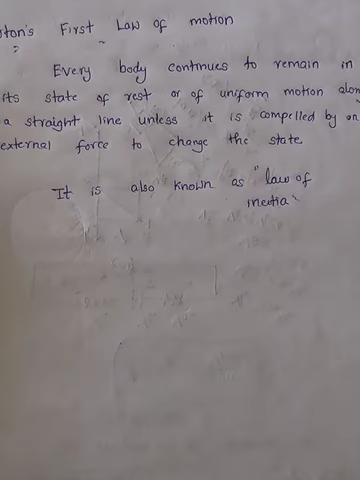 ston's First Law of motion
Every body continues to remain in
its state of rest or of uniform motion alon
a straight line unless it is compelled by an
external force to change the state
It is also known as "law of
inertia"